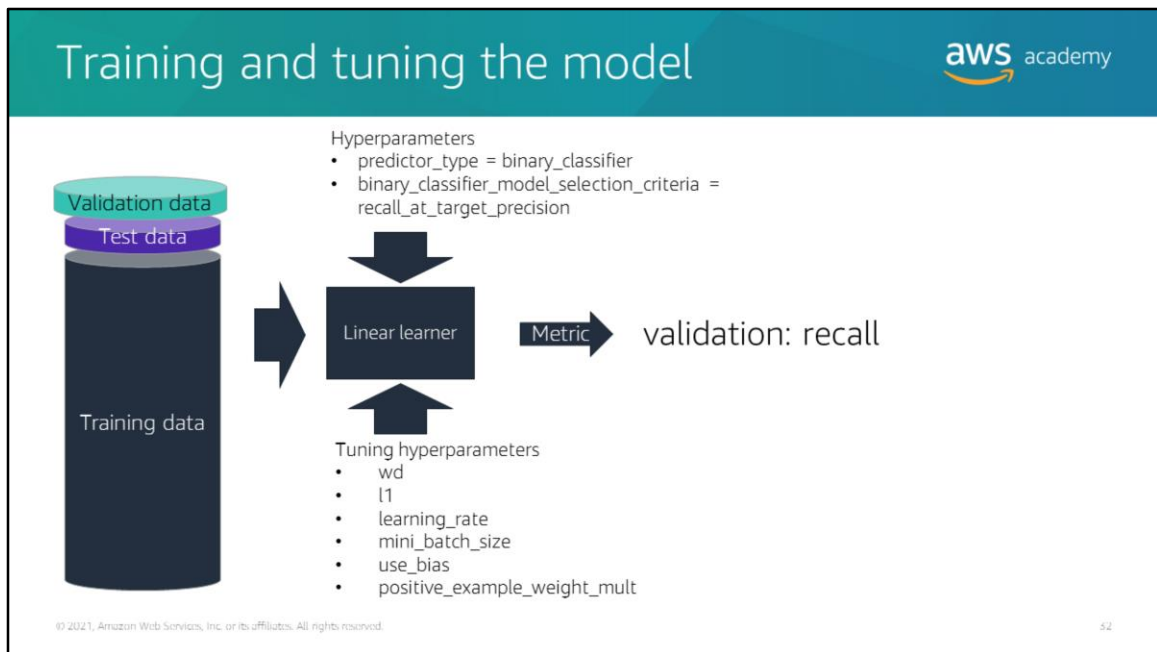 Training and tuning the model
aws academy
Hyperparameters
• predictor_type = binary_classifier
• binary_classifier_model_selection_criteria =
recall_at_target_precision
Validation data
Test data
Training data
Linear learner
Metric
validation: recall
Tuning hyperparameters
• wd
• l1
• learning_rate
• mini_batch_size
• use_bias
• positive_example_weight_mult
© 2021, Amazon Web Services, Inc. or its affiliates. All rights reserved.
32